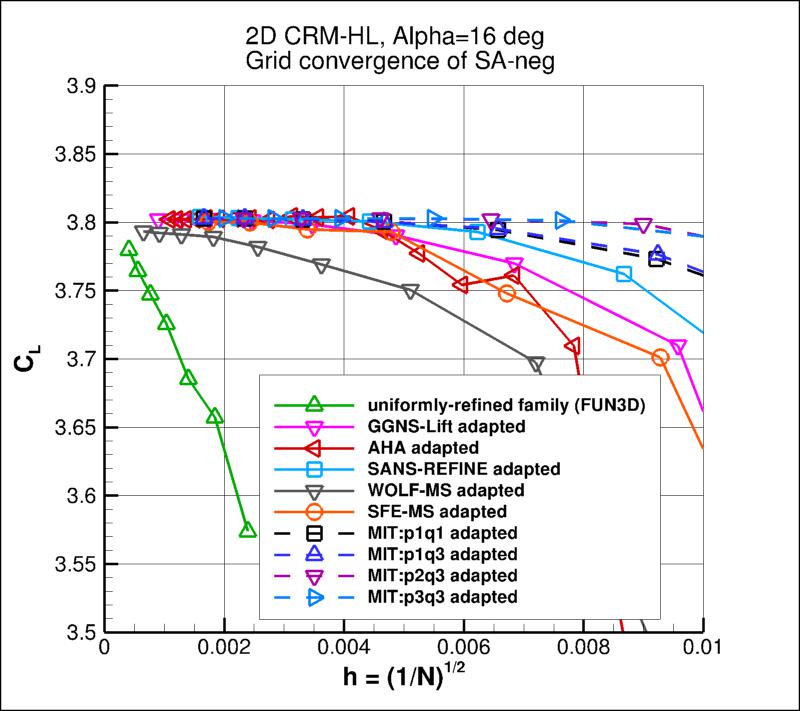 2D CRM-HL, Alpha=16 deg
Grid convergence of SA-neg
3.9
3.85
3.8
3.75
3.7
3.65
3.6
3.55
3.5
C_L
uniformly-refined family (FUN3D)
GGNS-Lift adapted
AHA adapted
SANS-REFINE adapted
WOLF-MS adapted
SFE-MS adapted
MIT:p1q1 adapted
MIT:p1q3 adapted
MIT:p2q3 adapted
MIT:p3q3 adapted
0 0.002 0.004 0.006 0.008 0.01
h = (1/N)^1/2